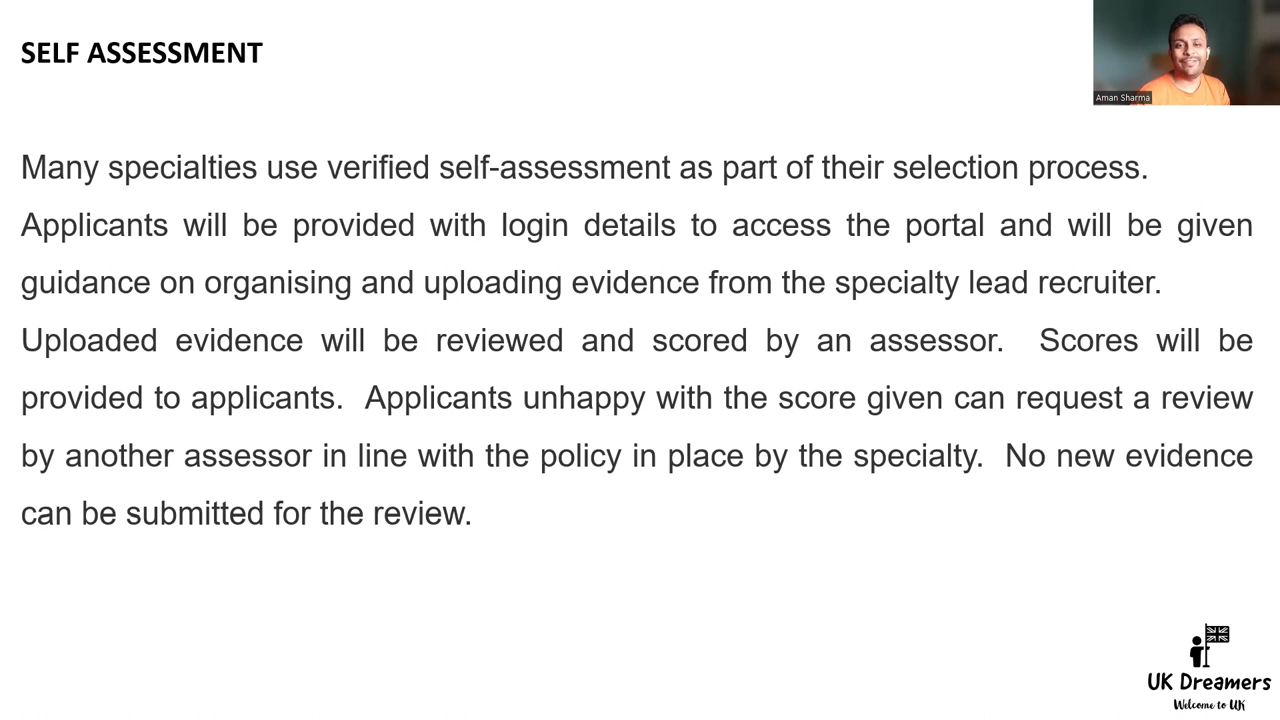 SELF ASSESSMENT
Aman Sharma
Many specialties use verified self-assessment as part of their selection process.
Applicants will be provided with login details to access the portal and will be given
guidance on organising and uploading evidence from the specialty lead recruiter.
Uploaded evidence will be reviewed and scored by an assessor.  Scores will be
provided to applicants.  Applicants unhappy with the score given can request a review
by another assessor in line with the policy in place by the specialty.  No new evidence
can be submitted for the review.
UK Dreamers
Welcome to UK